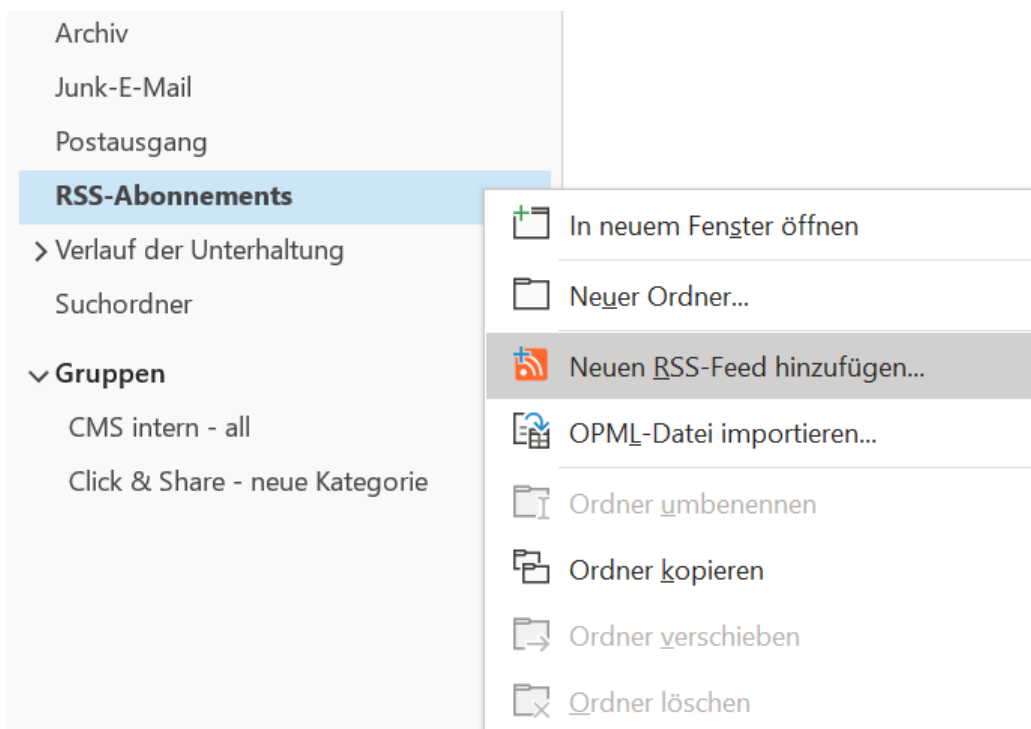 Archiv
Junk-E-Mail
Postausgang
RSS-Abonnements
Verlauf der Unterhaltung
Suchordner
Gruppen
CMS intern - all
Click & Share - neue Kategorie
In neuem Fenster öffnen
Neuer Ordner...
Neuen RSS-Feed hinzufügen...
OPML-Datei importieren...
Ordner umbenennen
Ordner kopieren
Ordner verschieben
Ordner löschen